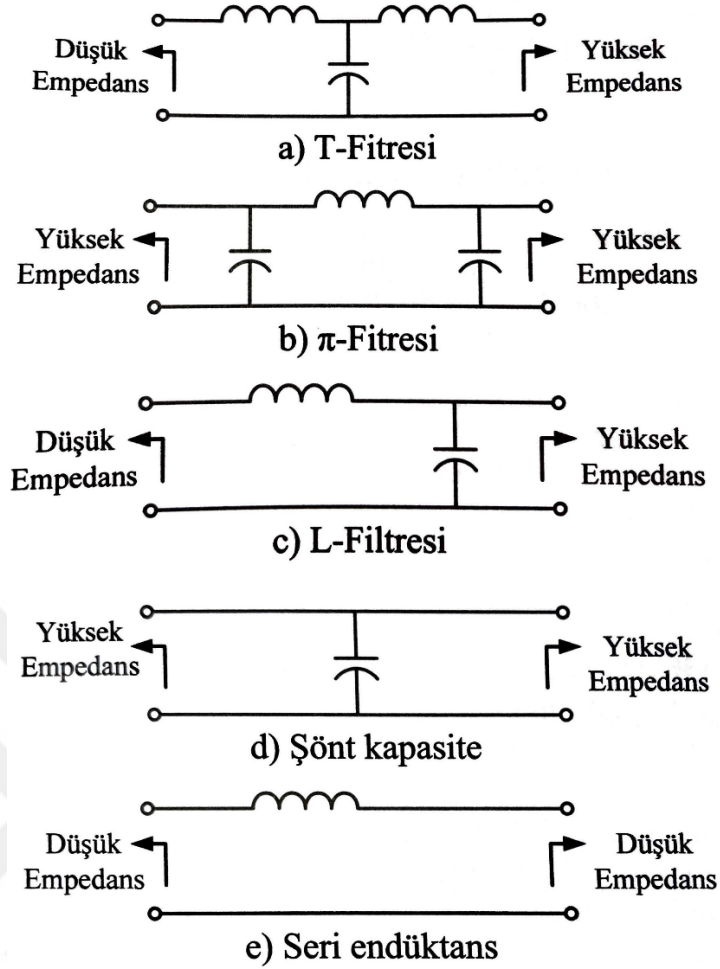 Düşük
Empedans
Yüksek
Empedans
a) T-Fitresi
Yüksek
Empedans
Yüksek
Empedans
b) π-Fitresi
Düşük
Empedans
Yüksek
Empedans
c) L-Filtresi
Yüksek
Empedans
Yüksek
Empedans
d) Şönt kapasite
Düşük
Empedans
Düşük
Empedans
e) Seri endüktans